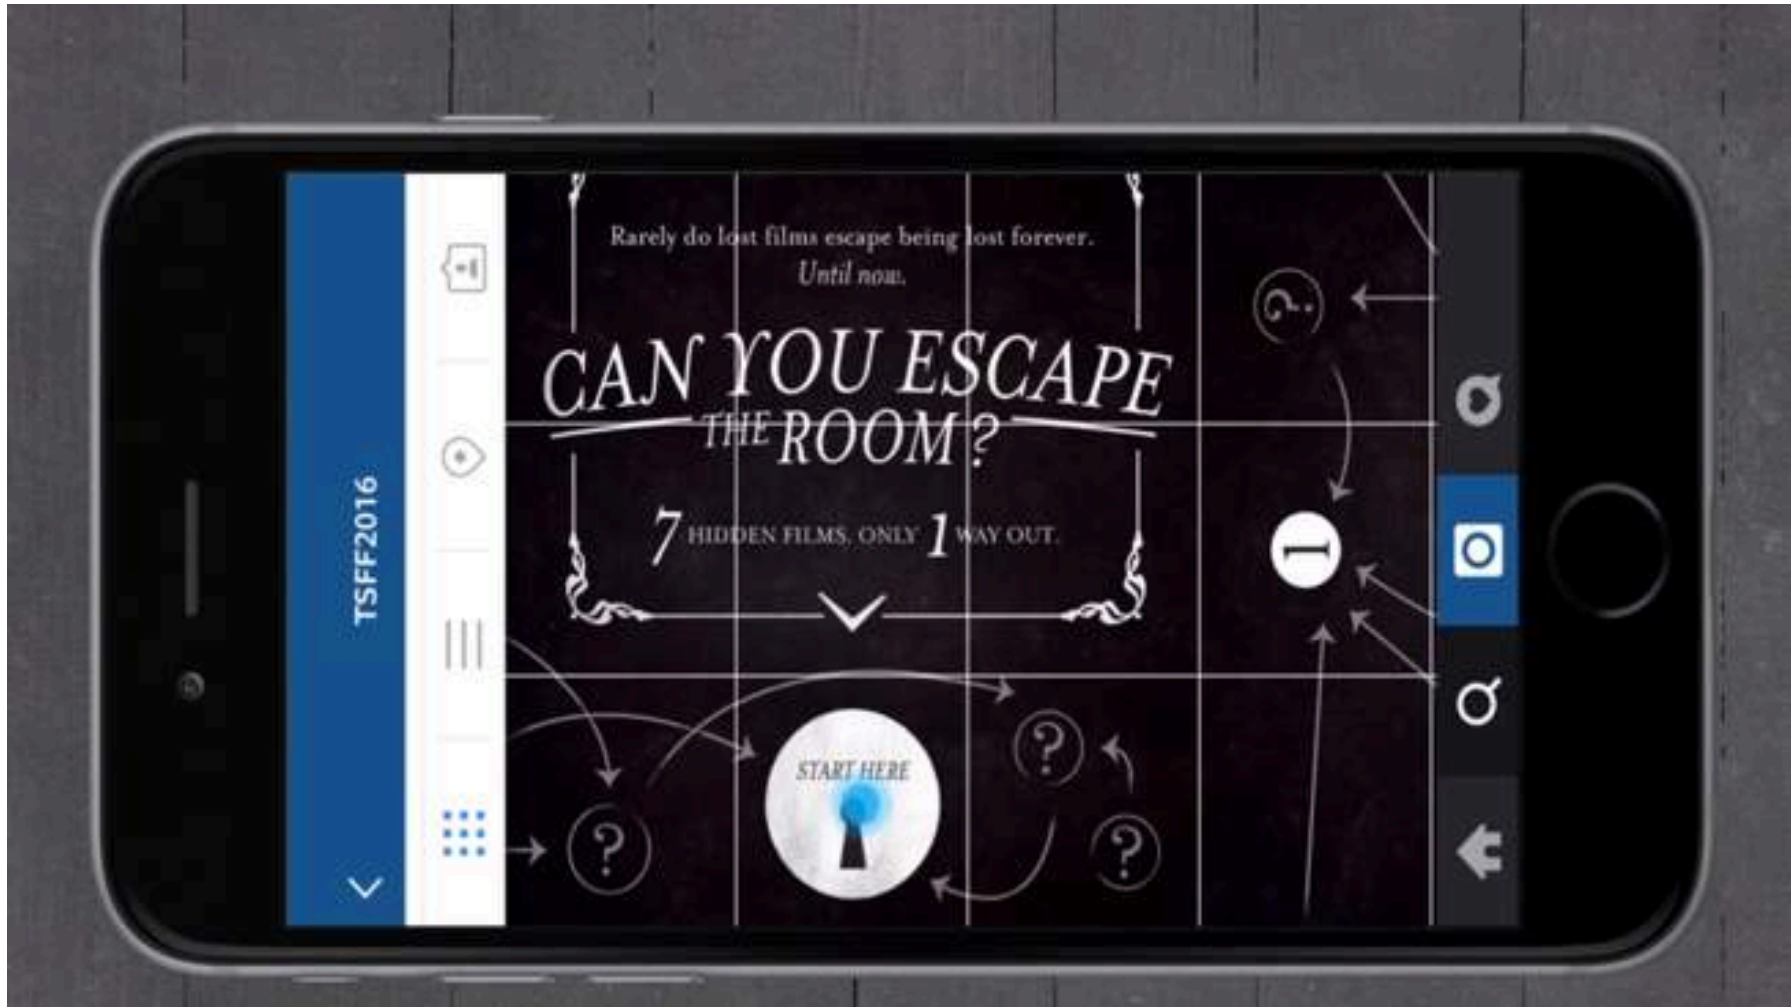 TSFF2016
Rarely do lost films escape being lost forever.
Until now.
CAN YOU ESCAPE
THE ROOM?
7 HIDDEN FILMS. ONLY 1 WAY OUT.
START HERE
?
?
?
?
1